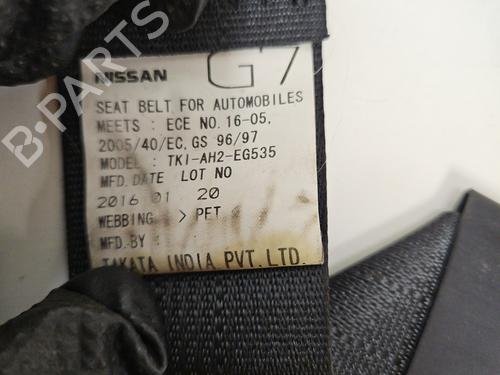 NISSAN G7
SEAT BELT FOR AUTOMOBILES
MEETS : ECE NO. 16-05,
2005/40/EC, GS 96/97
MODEL : TKI-AH2-EG535
MFD. DATE LOT NO
2016 01 20
WEBBING > PET <
MFD. BY :
TAKATA INDIA PVT. LTD.